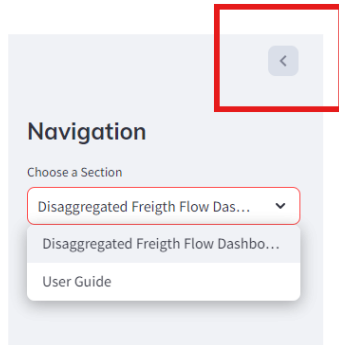 Navigation
Choose a Section
Disaggregated Freigth Flow Das...
Disaggregated Freigth Flow Dashbo...
User Guide